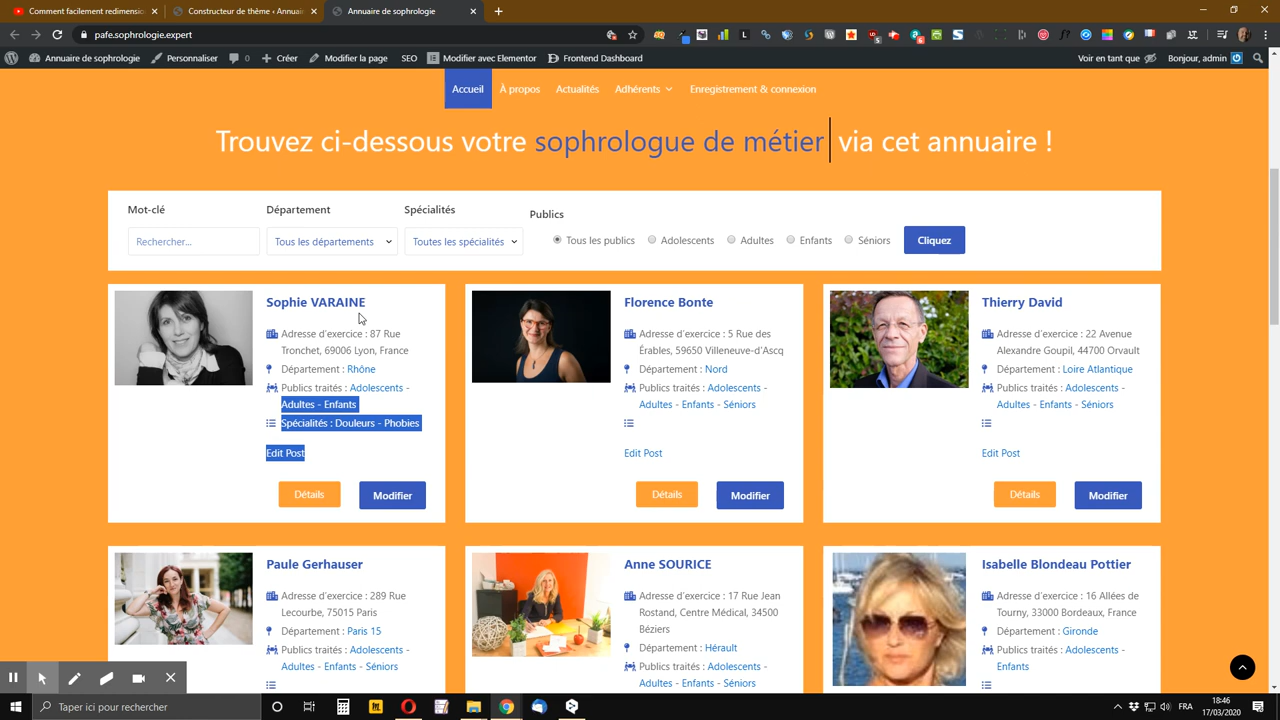 Comment faire un Annuaire av
Annuaire de sophrologie
Annuaire de sophrologie - Spécial
parlasophrologie.expert
Annuaire de sophrologie Personnaliser 0 Créer Modifier la page SEO Modifier avec Elementor Frontend Dashboard Voir en tant que Bonjour, admin
Accueil À propos Actualités Adhérents Enregistrement & connexion
Trouvez ci-dessous votre sophrologue de métier via cet annuaire !
Mot-clé Département Spécialités Publics
Rechercher... Tous les départements Toutes les spécialités Tous les publics Adolescents Adultes Enfants Séniors Cliquez
Sophie VARAINE
Adresse d'exercice : 87 Rue
Tronchet, 69006 Lyon, France
Département : Rhône
Publics traités : Adolescents -
Adultes - Enfants
Spécialités : Douleurs - Phobies
Edit Post
Détails Modifier
Florence Bonte
Adresse d'exercice : 5 Rue des
Érables, 59650 Villeneuve-d'Ascq
Département : Nord
Publics traités : Adolescents -
Adultes - Enfants - Séniors
Edit Post
Détails Modifier
Thierry David
Adresse d'exercice : 22 Avenue
Alexandre Goupil, 44700 Orvault
Département : Loire Atlantique
Publics traités : Adolescents -
Adultes - Enfants - Séniors
Edit Post
Détails Modifier
Paule Gerhauser
Adresse d'exercice : 289 Rue
Lecourbe, 75015 Paris
Département : Paris 15
Publics traités : Adolescents -
Adultes - Enfants - Séniors
Anne SOURICE
Adresse d'exercice : 17 Rue Jean
Rostand, Centre Médical, 34500
Béziers
Département : Hérault
Publics traités : Adolescents -
Adultes - Enfants - Séniors
Isabelle Blondeau Pottier
Adresse d'exercice : 16 Allées de
Tourny, 33000 Bordeaux, France
Département : Gironde
Publics traités : Adolescents -
Enfants
Taper ici pour rechercher
FRA
18:46
17/03/2020